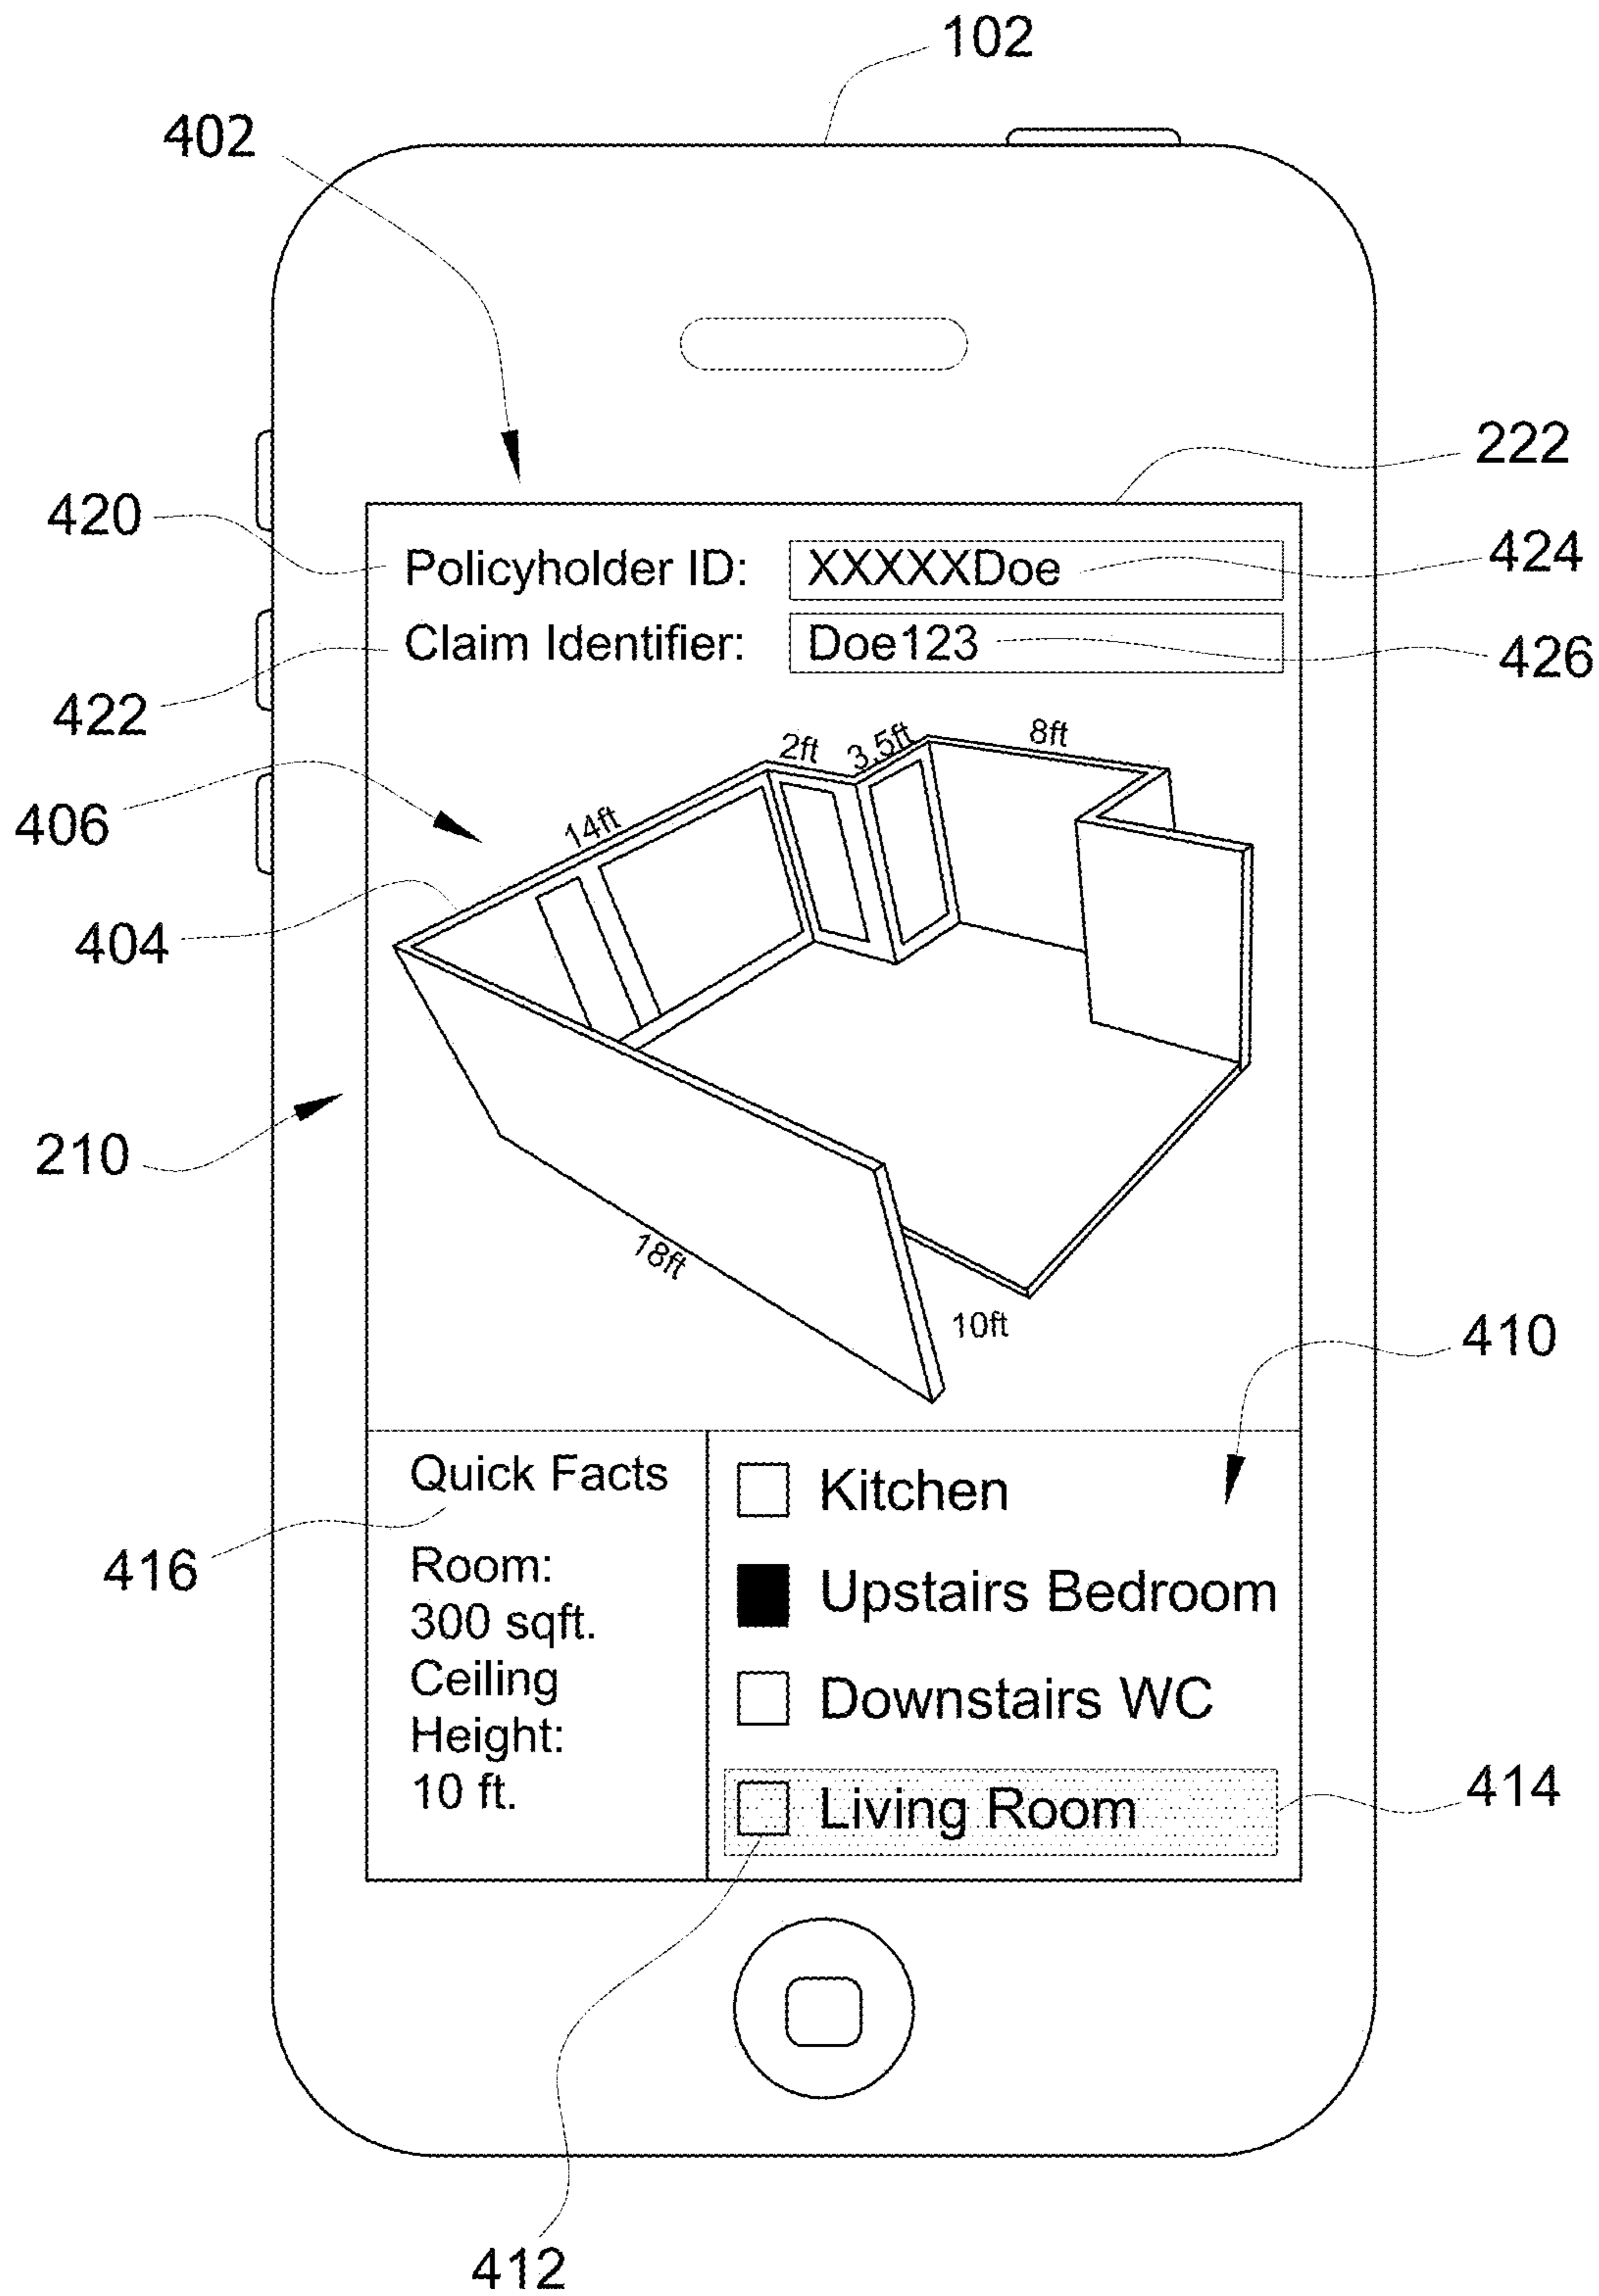 102
402
222
420
Policyholder ID: XXXXXDoe
424
Claim Identifier: Doe123
426
422
406
2ft
3.5ft
8ft
14ft
404
210
18ft
10ft
410
Quick Facts
Kitchen
416
Room:
300 sqft.
Ceiling
Height:
10 ft.
Upstairs Bedroom
Downstairs WC
Living Room
414
412